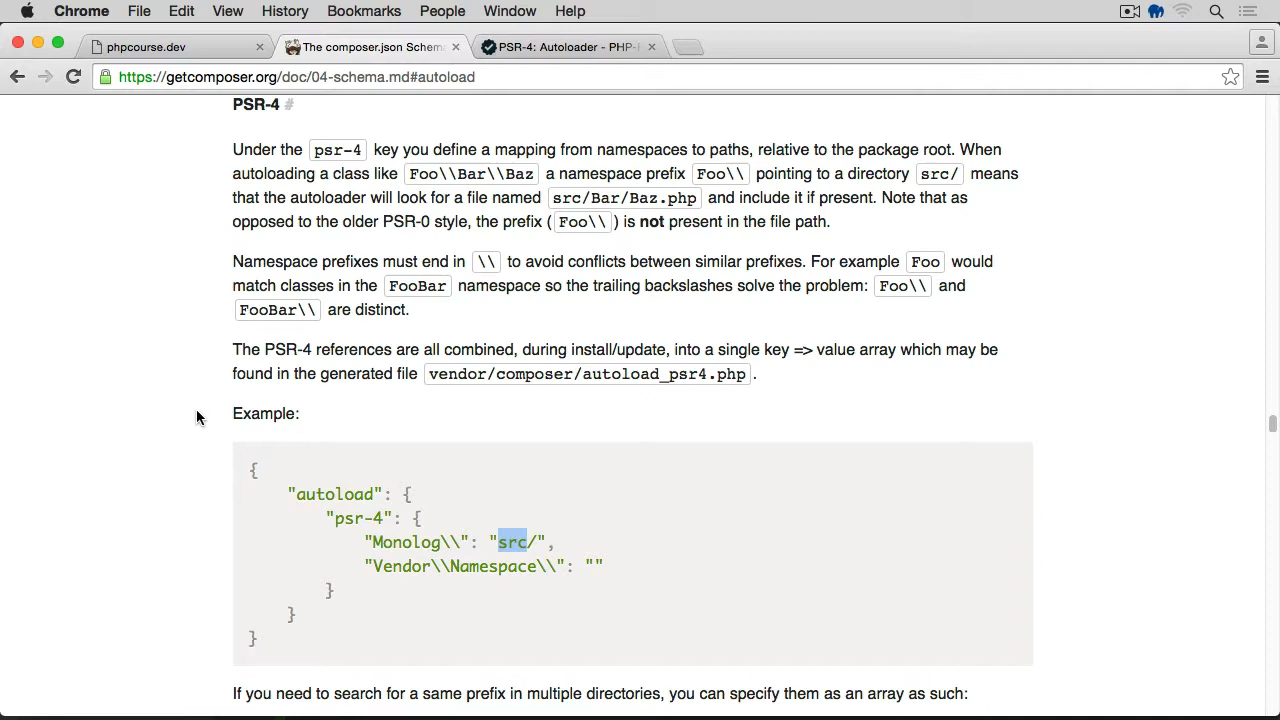 Chrome File Edit View History Bookmarks People Window Help
phpcourse.dev
The composer.json Schem
PSR-4: Autoloader - PHP-
https://getcomposer.org/doc/04-schema.md#autoload
PSR-4 #
Under the psr-4 key you define a mapping from namespaces to paths, relative to the package root. When
autoloading a class like Foo\\Bar\\Baz a namespace prefix Foo\\ pointing to a directory src/ means
that the autoloader will look for a file named src/Bar/Baz.php and include it if present. Note that as
opposed to the older PSR-0 style, the prefix ( Foo\\ ) is not present in the file path.
Namespace prefixes must end in \\ to avoid conflicts between similar prefixes. For example Foo would
match classes in the FooBar namespace so the trailing backslashes solve the problem: Foo\\ and
FooBar\\ are distinct.
The PSR-4 references are all combined, during install/update, into a single key => value array which may be
found in the generated file vendor/composer/autoload_psr4.php.
Example:
{
"autoload": {
"psr-4": {
"Monolog\\": "src/",
"Vendor\\Namespace\\": ""
}
}
}
If you need to search for a same prefix in multiple directories, you can specify them as an array as such: